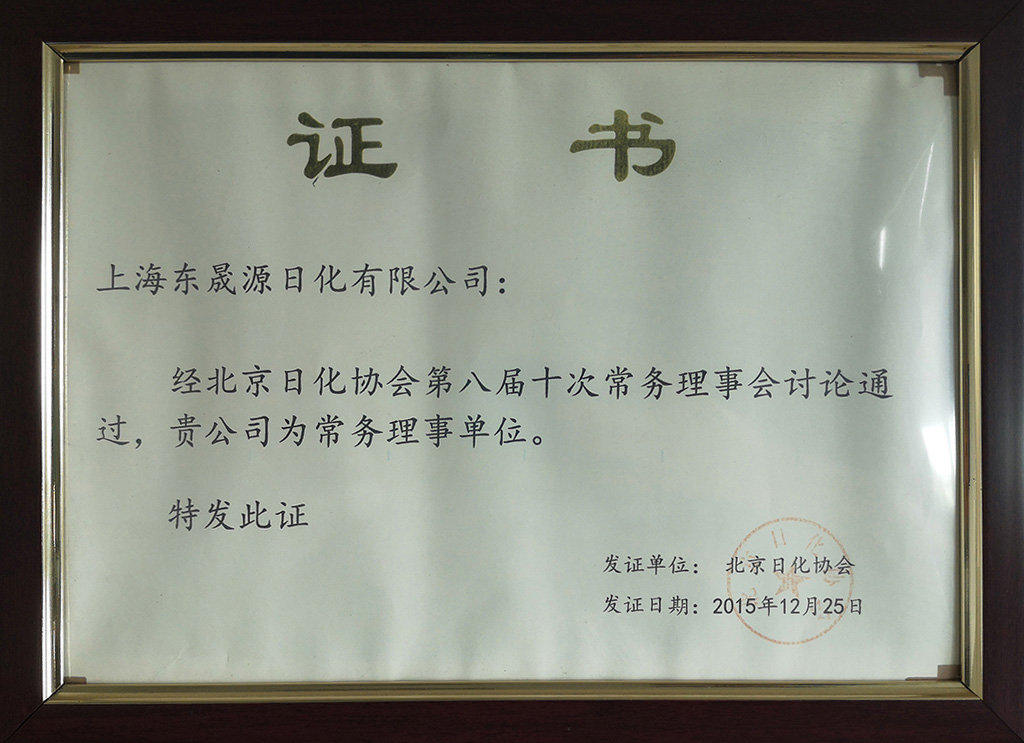 证书
上海东晟源日化有限公司：
经北京日化协会第八届十次常务理事会讨论通
过，贵公司为常务理事单位。
特发此证
发证单位： 北京日化协会
发证日期：2015年12月25日